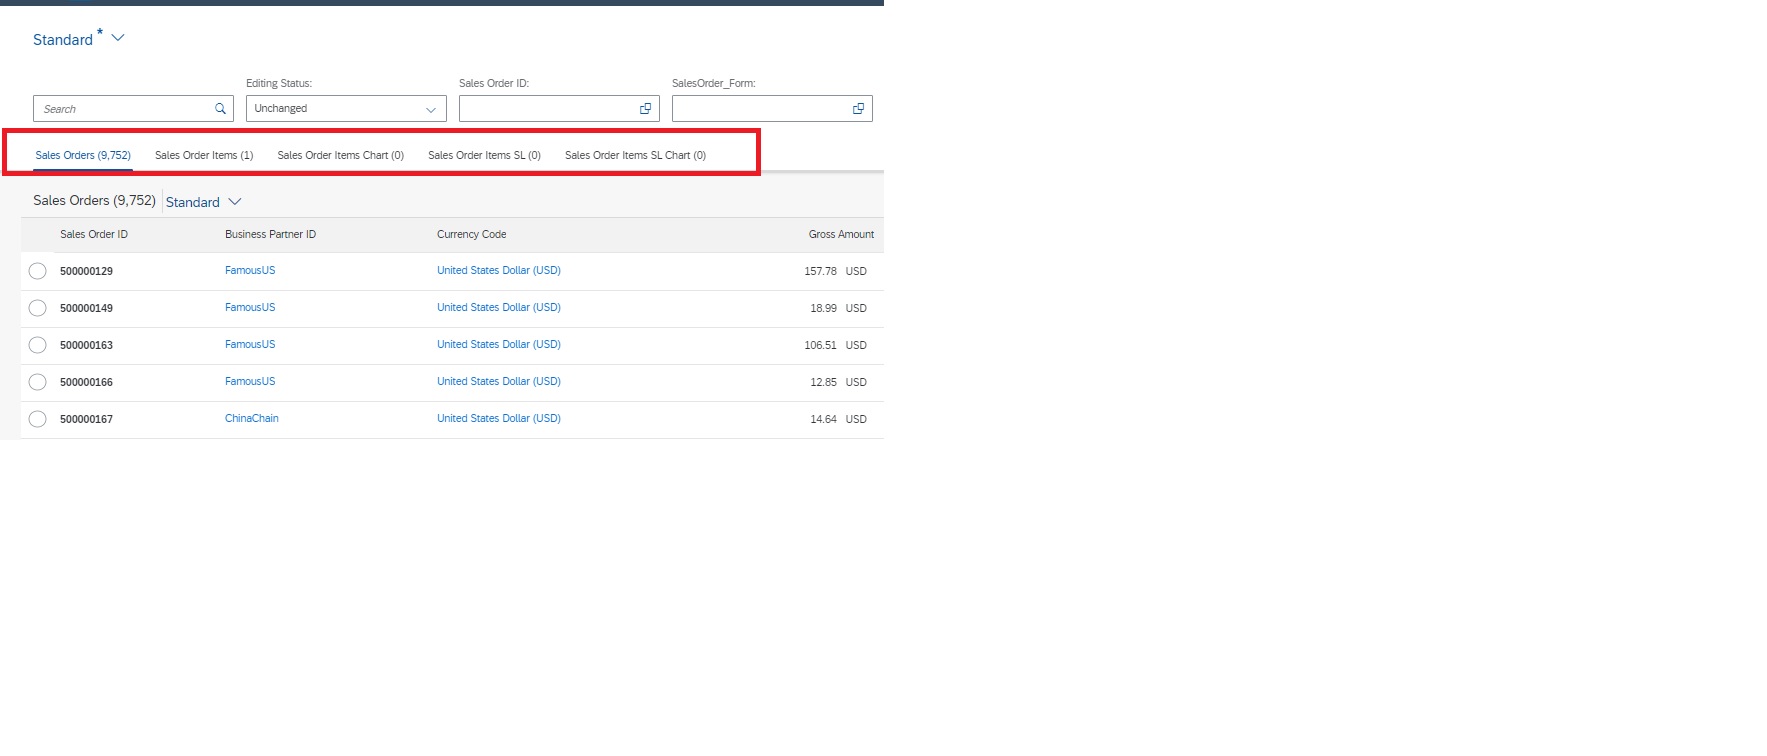 Standard *
Editing Status: Sales Order ID: SalesOrder_Form:
Search Unchanged
Sales Orders (9,752) Sales Order Items (1) Sales Order Items Chart (0) Sales Order Items SL (0) Sales Order Items SL Chart (0)
Sales Orders (9,752) Standard
Sales Order ID Business Partner ID Currency Code Gross Amount
500000129 FamousUS United States Dollar (USD) 157.78 USD
500000149 FamousUS United States Dollar (USD) 18.99 USD
500000163 FamousUS United States Dollar (USD) 106.51 USD
500000166 FamousUS United States Dollar (USD) 12.85 USD
500000167 ChinaChain United States Dollar (USD) 14.64 USD